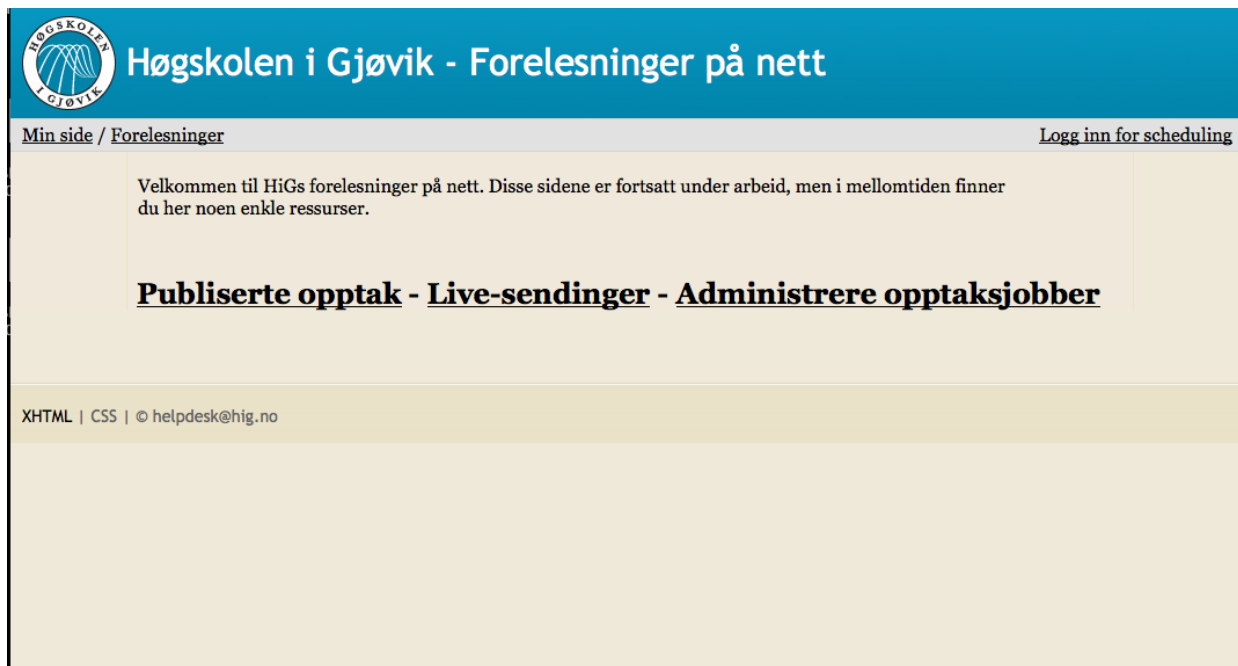 HØGSKOLEN I GJØVIK
Høgskolen i Gjøvik - Forelesninger på nett
Min side / Forelesninger
Logg inn for scheduling
Velkommen til HiGs forelesninger på nett. Disse sidene er fortsatt under arbeid, men i mellomtiden finner
du her noen enkle ressurser.
Publiserte opptak - Live-sendinger - Administrere opptaksjobber
XHTML | CSS | © helpdesk@hig.no